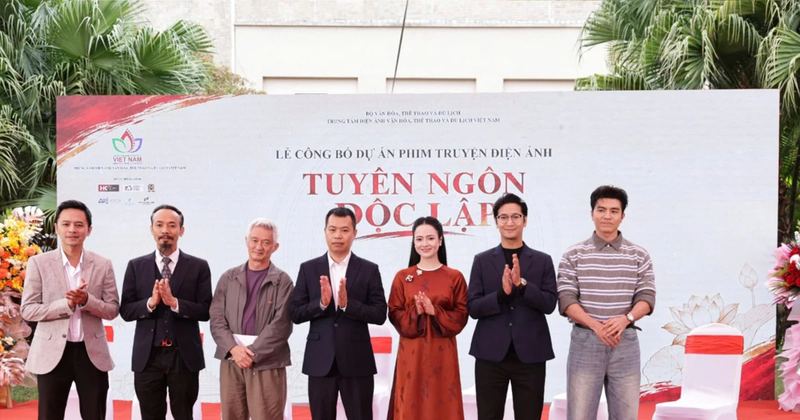 BỘ VĂN HÓA, THỂ THAO VÀ DU LỊCH
TRUNG TÂM ĐIỆN ẢNH VĂN HÓA, THỂ THAO VÀ DU LỊCH VIỆT NAM
VIET NAM
LỄ CÔNG BỐ DỰ ÁN PHIM TRUYỆN ĐIỆN ẢNH
TUYÊN NGÔN
ĐỘC LẬP